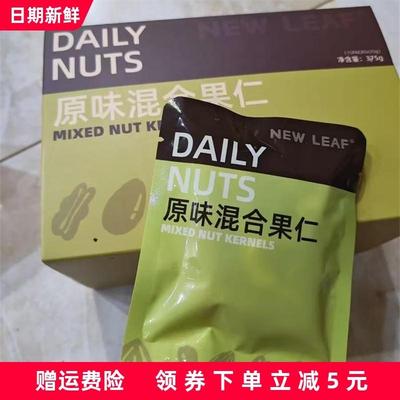 日期新鲜
NEW LEAF
DAILY
NUTS
净含量：375g
原味混合果仁
MIXED NUT KERNELS
NEW LEAF®
DAILY
NUTS
原味混合果仁
MIXED NUT KERNELS
赠运费险 领券下单立减5元